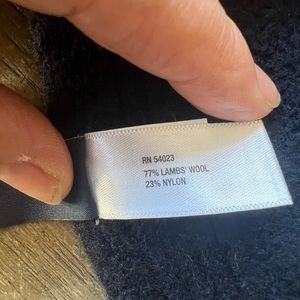 RN 54023
77% LAMBS' WOOL
23% NYLON